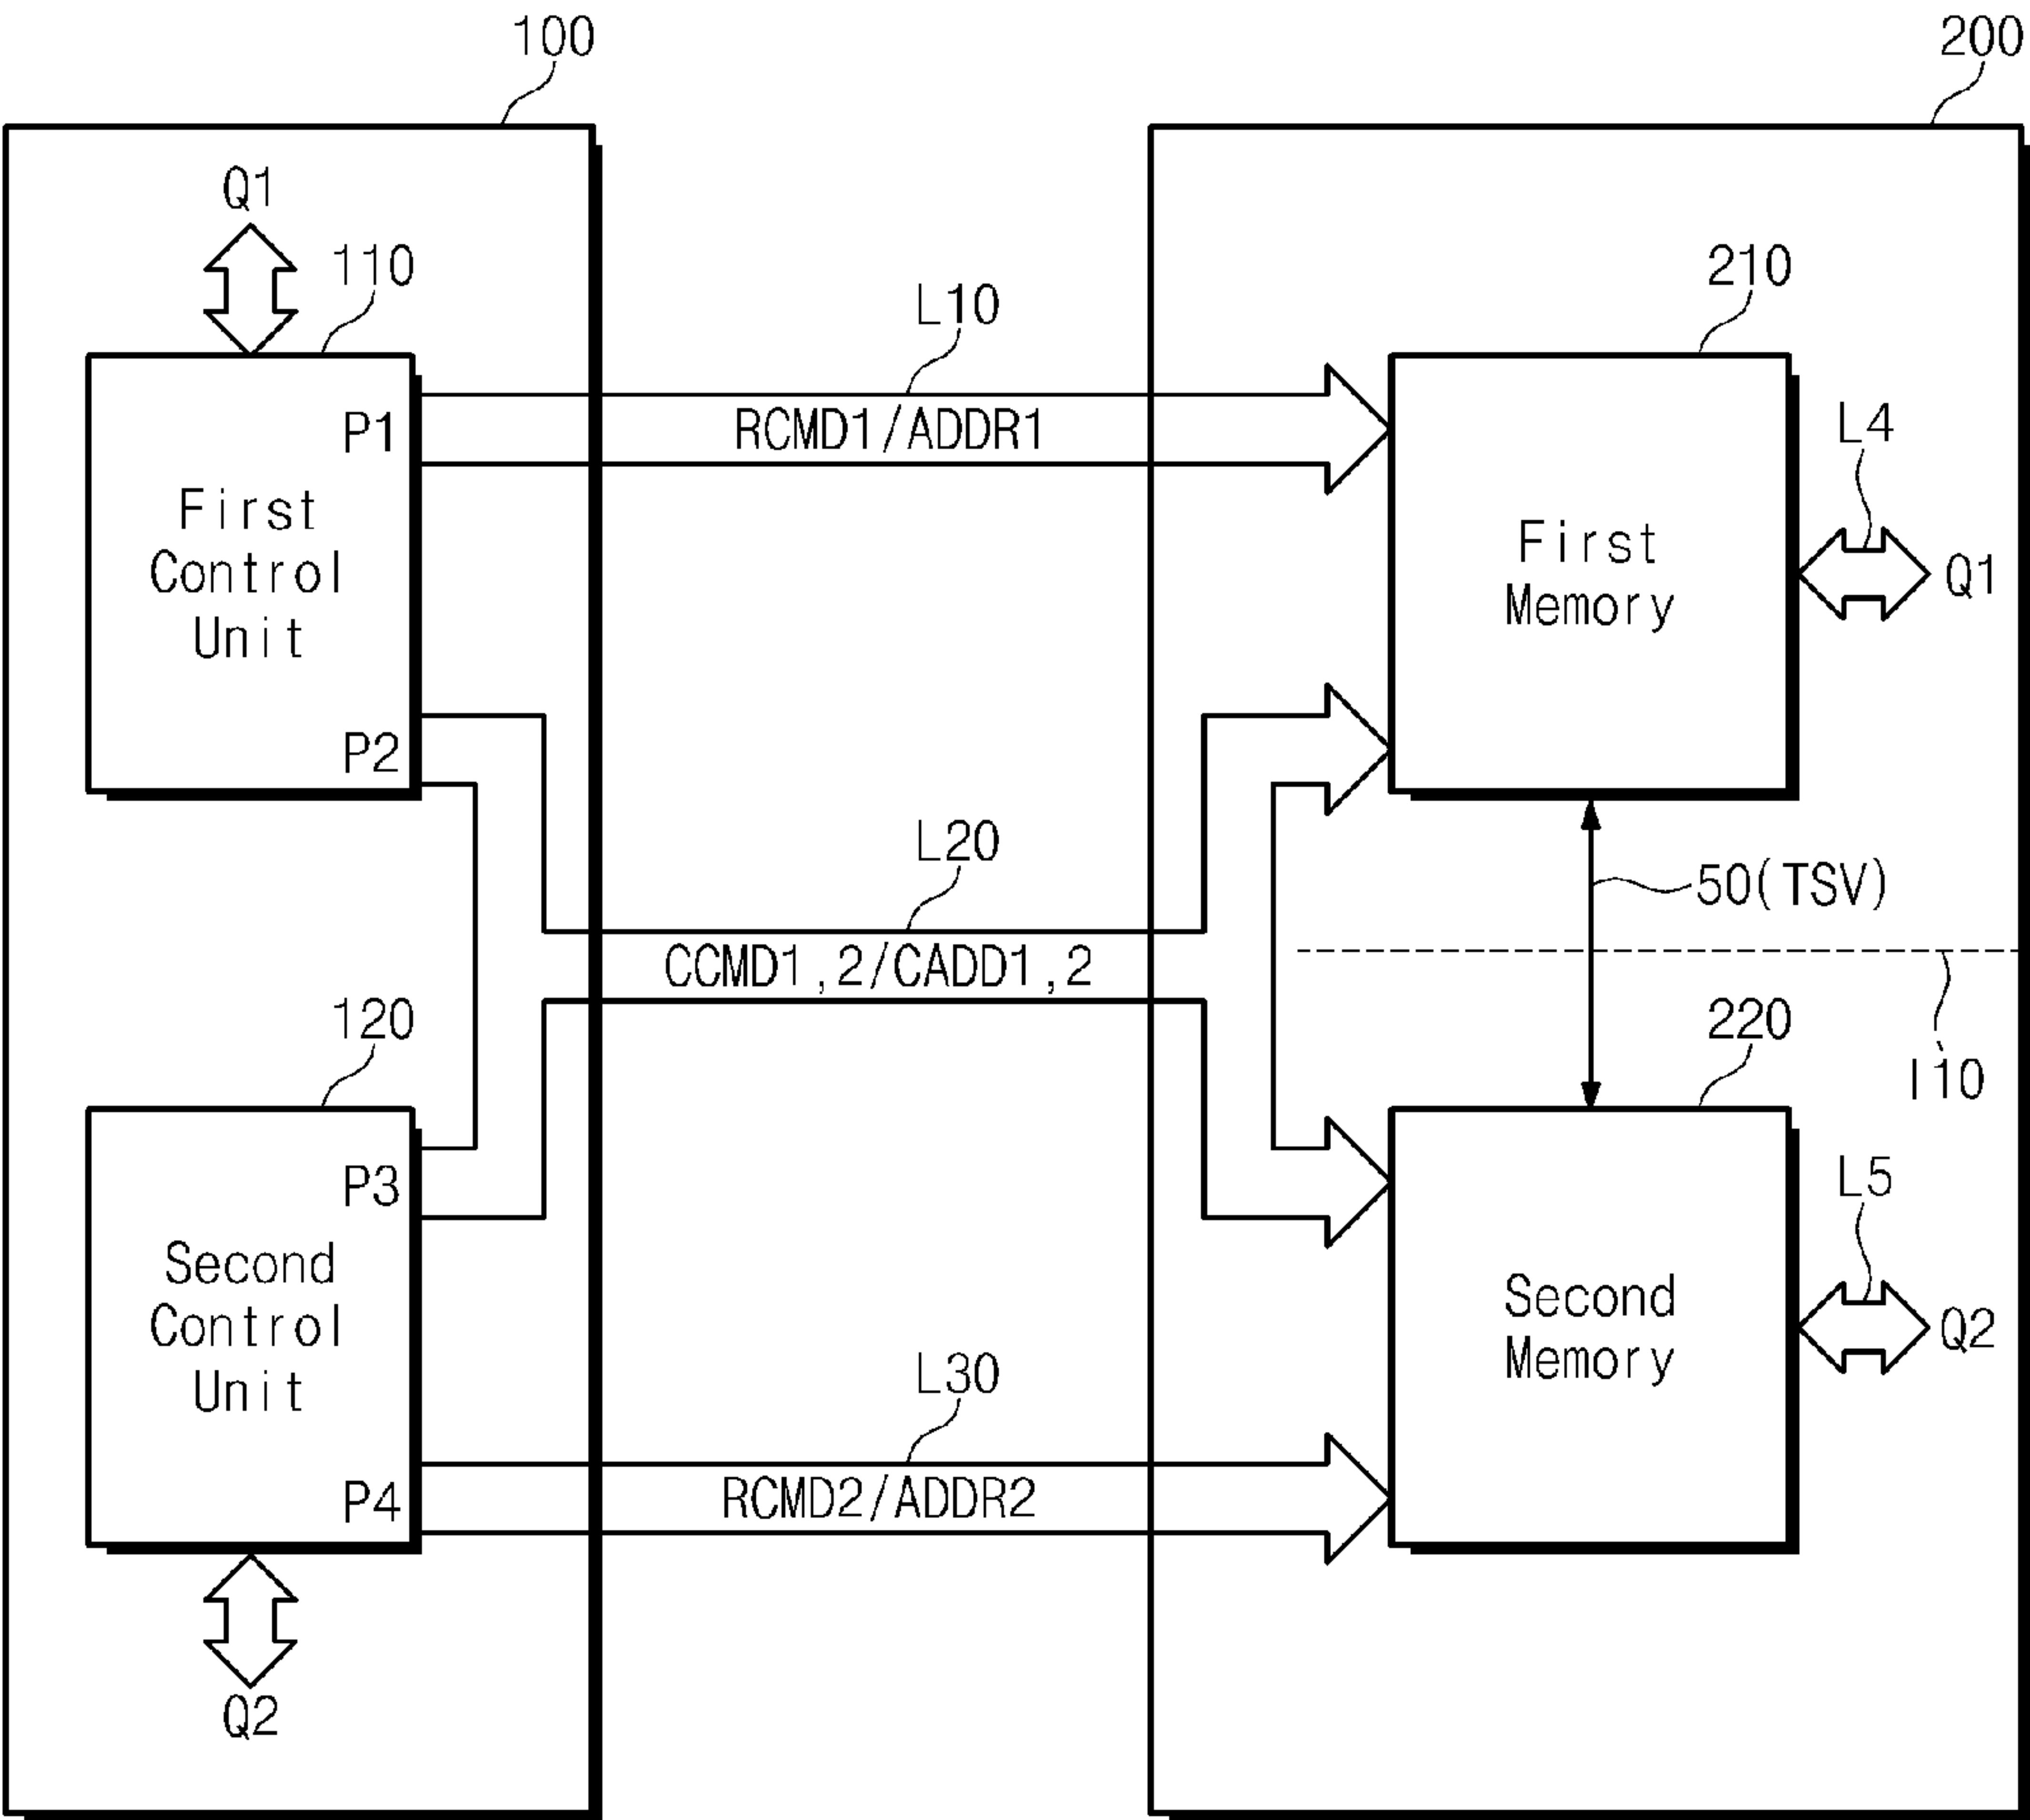 100
200
Q1
110
210
L10
P1
RCMD1/ADDR1
L4
First
Control
Unit
First
Memory
Q1
P2
L20
50(TSV)
CCMD1,2/CADD1,2
120
220
I10
P3
L5
Second
Control
Unit
Second
Memory
Q2
L30
P4
RCMD2/ADDR2
Q2